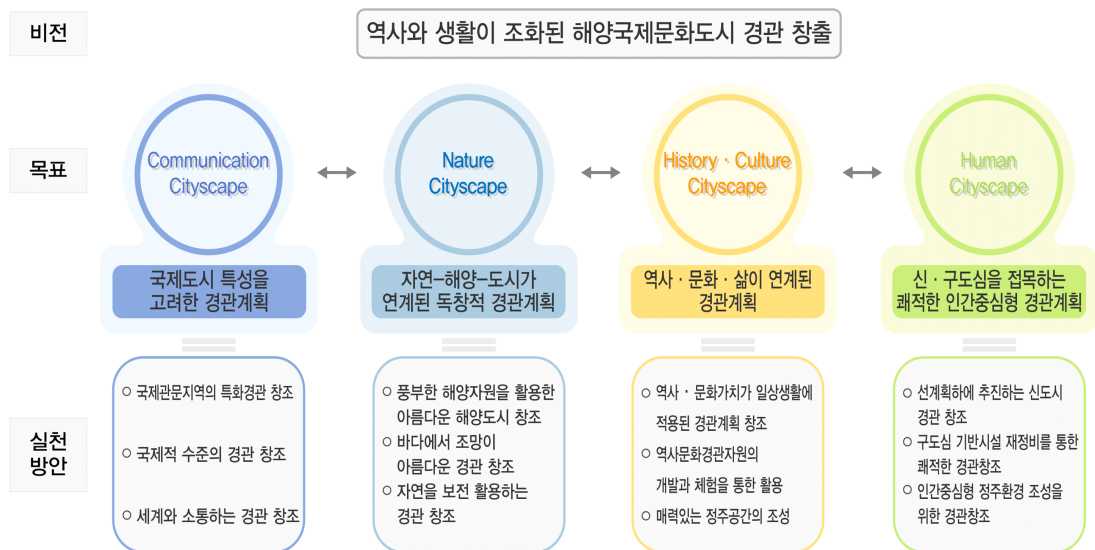 비전
역사와 생활이 조화된 해양국제문화도시 경관 창출
목표
Communication
Cityscape
Nature
Cityscape
History · Culture
Cityscape
Human
Cityscape
국제도시 특성을
고려한 경관계획
자연-해양-도시가
연계된 독창적 경관계획
역사 · 문화 · 삶이 연계된
경관계획
신 · 구도심을 접목하는
쾌적한 인간중심형 경관계획
실천
방안
○ 국제관문지역의 특화경관 창조
○ 국제적 수준의 경관 창조
○ 세계와 소통하는 경관 창조
○ 풍부한 해양자원을 활용한
아름다운 해양도시 창조
○ 바다에서 조망이
아름다운 경관 창조
○ 자연을 보전 활용하는
경관 창조
○ 역사 · 문화가치가 일상생활에
적용된 경관계획 창조
○ 역사문화경관자원의
개발과 체험을 통한 활용
○ 매력있는 정주공간의 조성
○ 선계획하에 추진하는 신도시
경관 창조
○ 구도심 기반시설 재정비를 통한
쾌적한 경관창조
○ 인간중심형 정주환경 조성을
위한 경관창조